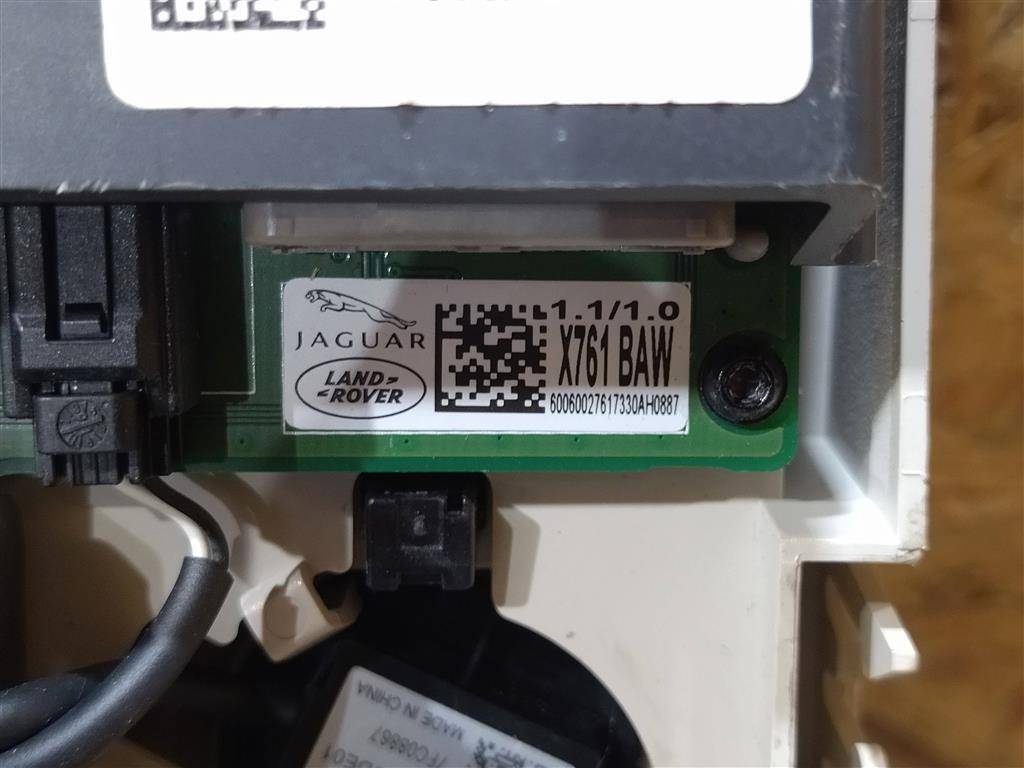 JAGUAR
LAND-
ROVER
1.1/1.0
X761 BAW
60060027617330AH0887
MADE IN CHINA